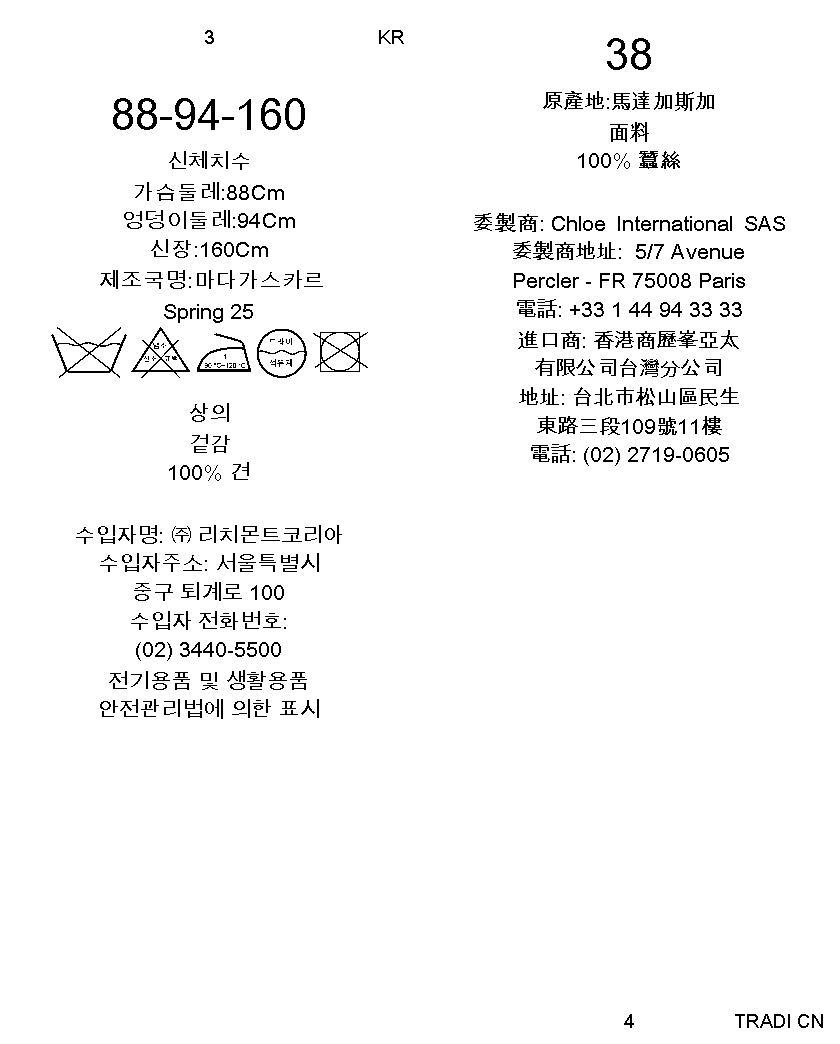 3
KR
88-94-160
신체치수
가슴둘레:88Cm
엉덩이둘레:94Cm
신장:160Cm
제조국명:마다가스카르
Spring 25
염소
산소 표백
1
90 °C~120 °C
드라이
석유계
상의
겉감
100% 견
수입자명: ㈜ 리치몬트코리아
수입자주소: 서울특별시
중구 퇴계로 100
수입자 전화번호:
(02) 3440-5500
전기용품 및 생활용품
안전관리법에 의한 표시
38
原產地:馬達加斯加
面料
100% 蠶絲
委製商: Chloe International SAS
委製商地址: 5/7 Avenue
Percler - FR 75008 Paris
電話: +33 1 44 94 33 33
進口商: 香港商歷峯亞太
有限公司台灣分公司
地址: 台北市松山區民生
東路三段109號11樓
電話: (02) 2719-0605
4
TRADI CN